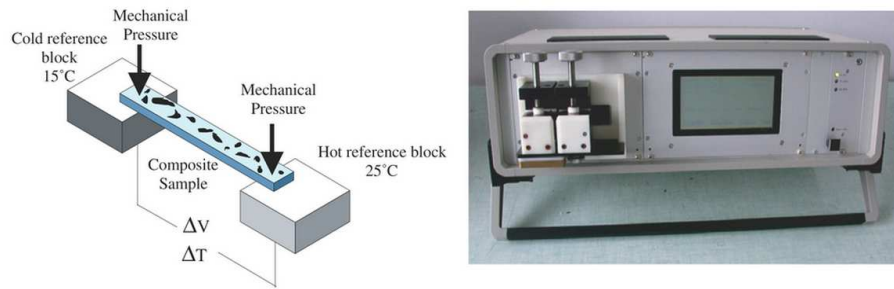 Mechanical
Pressure
Cold reference
block
15°C
Mechanical
Pressure
Hot reference block
25°C
Composite
Sample
ΔV
ΔT